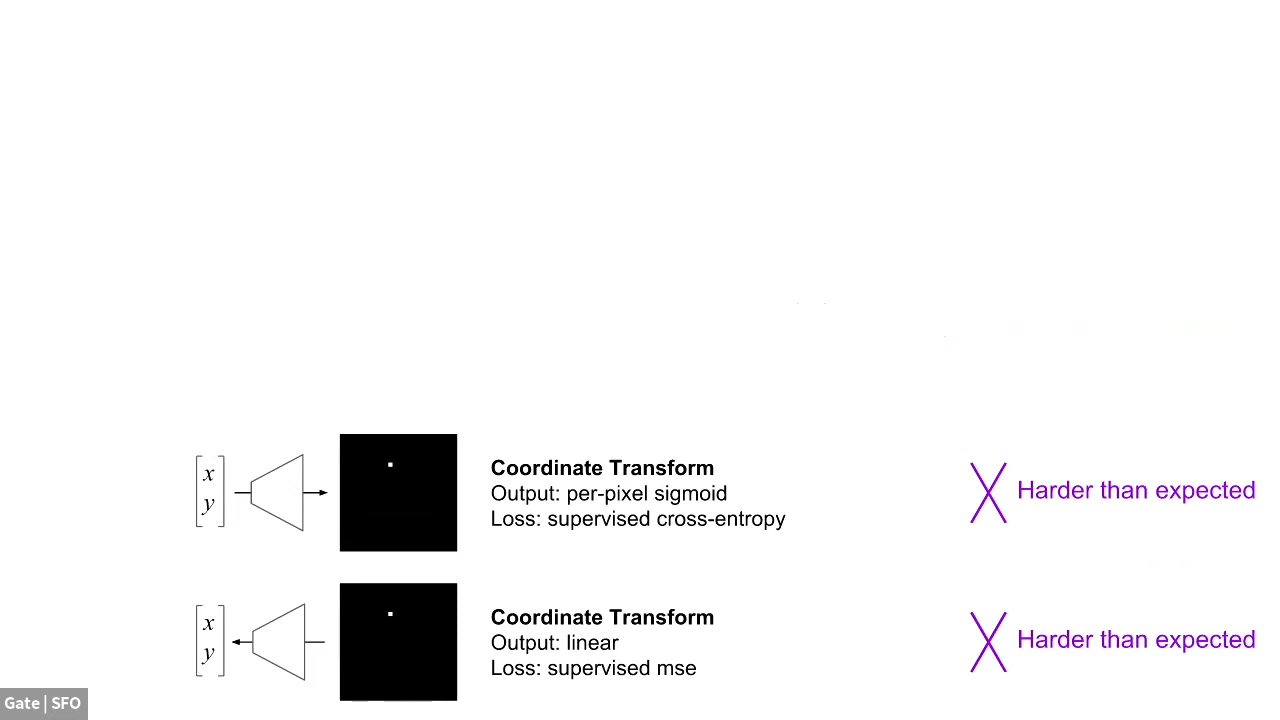 x
y
Coordinate Transform
Output: per-pixel sigmoid
Loss: supervised cross-entropy
Harder than expected
x
y
Coordinate Transform
Output: linear
Loss: supervised mse
Harder than expected
Gate | SFO